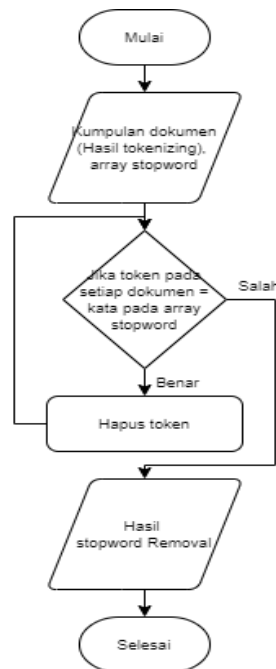 Mulai
Kumpulan dokumen
(Hasil tokenizing),
array stopword
Jika token pada
setiap dokumen =
kata pada array
stopword
Salah
Benar
Hapus token
Hasil
stopword Removal
Selesai